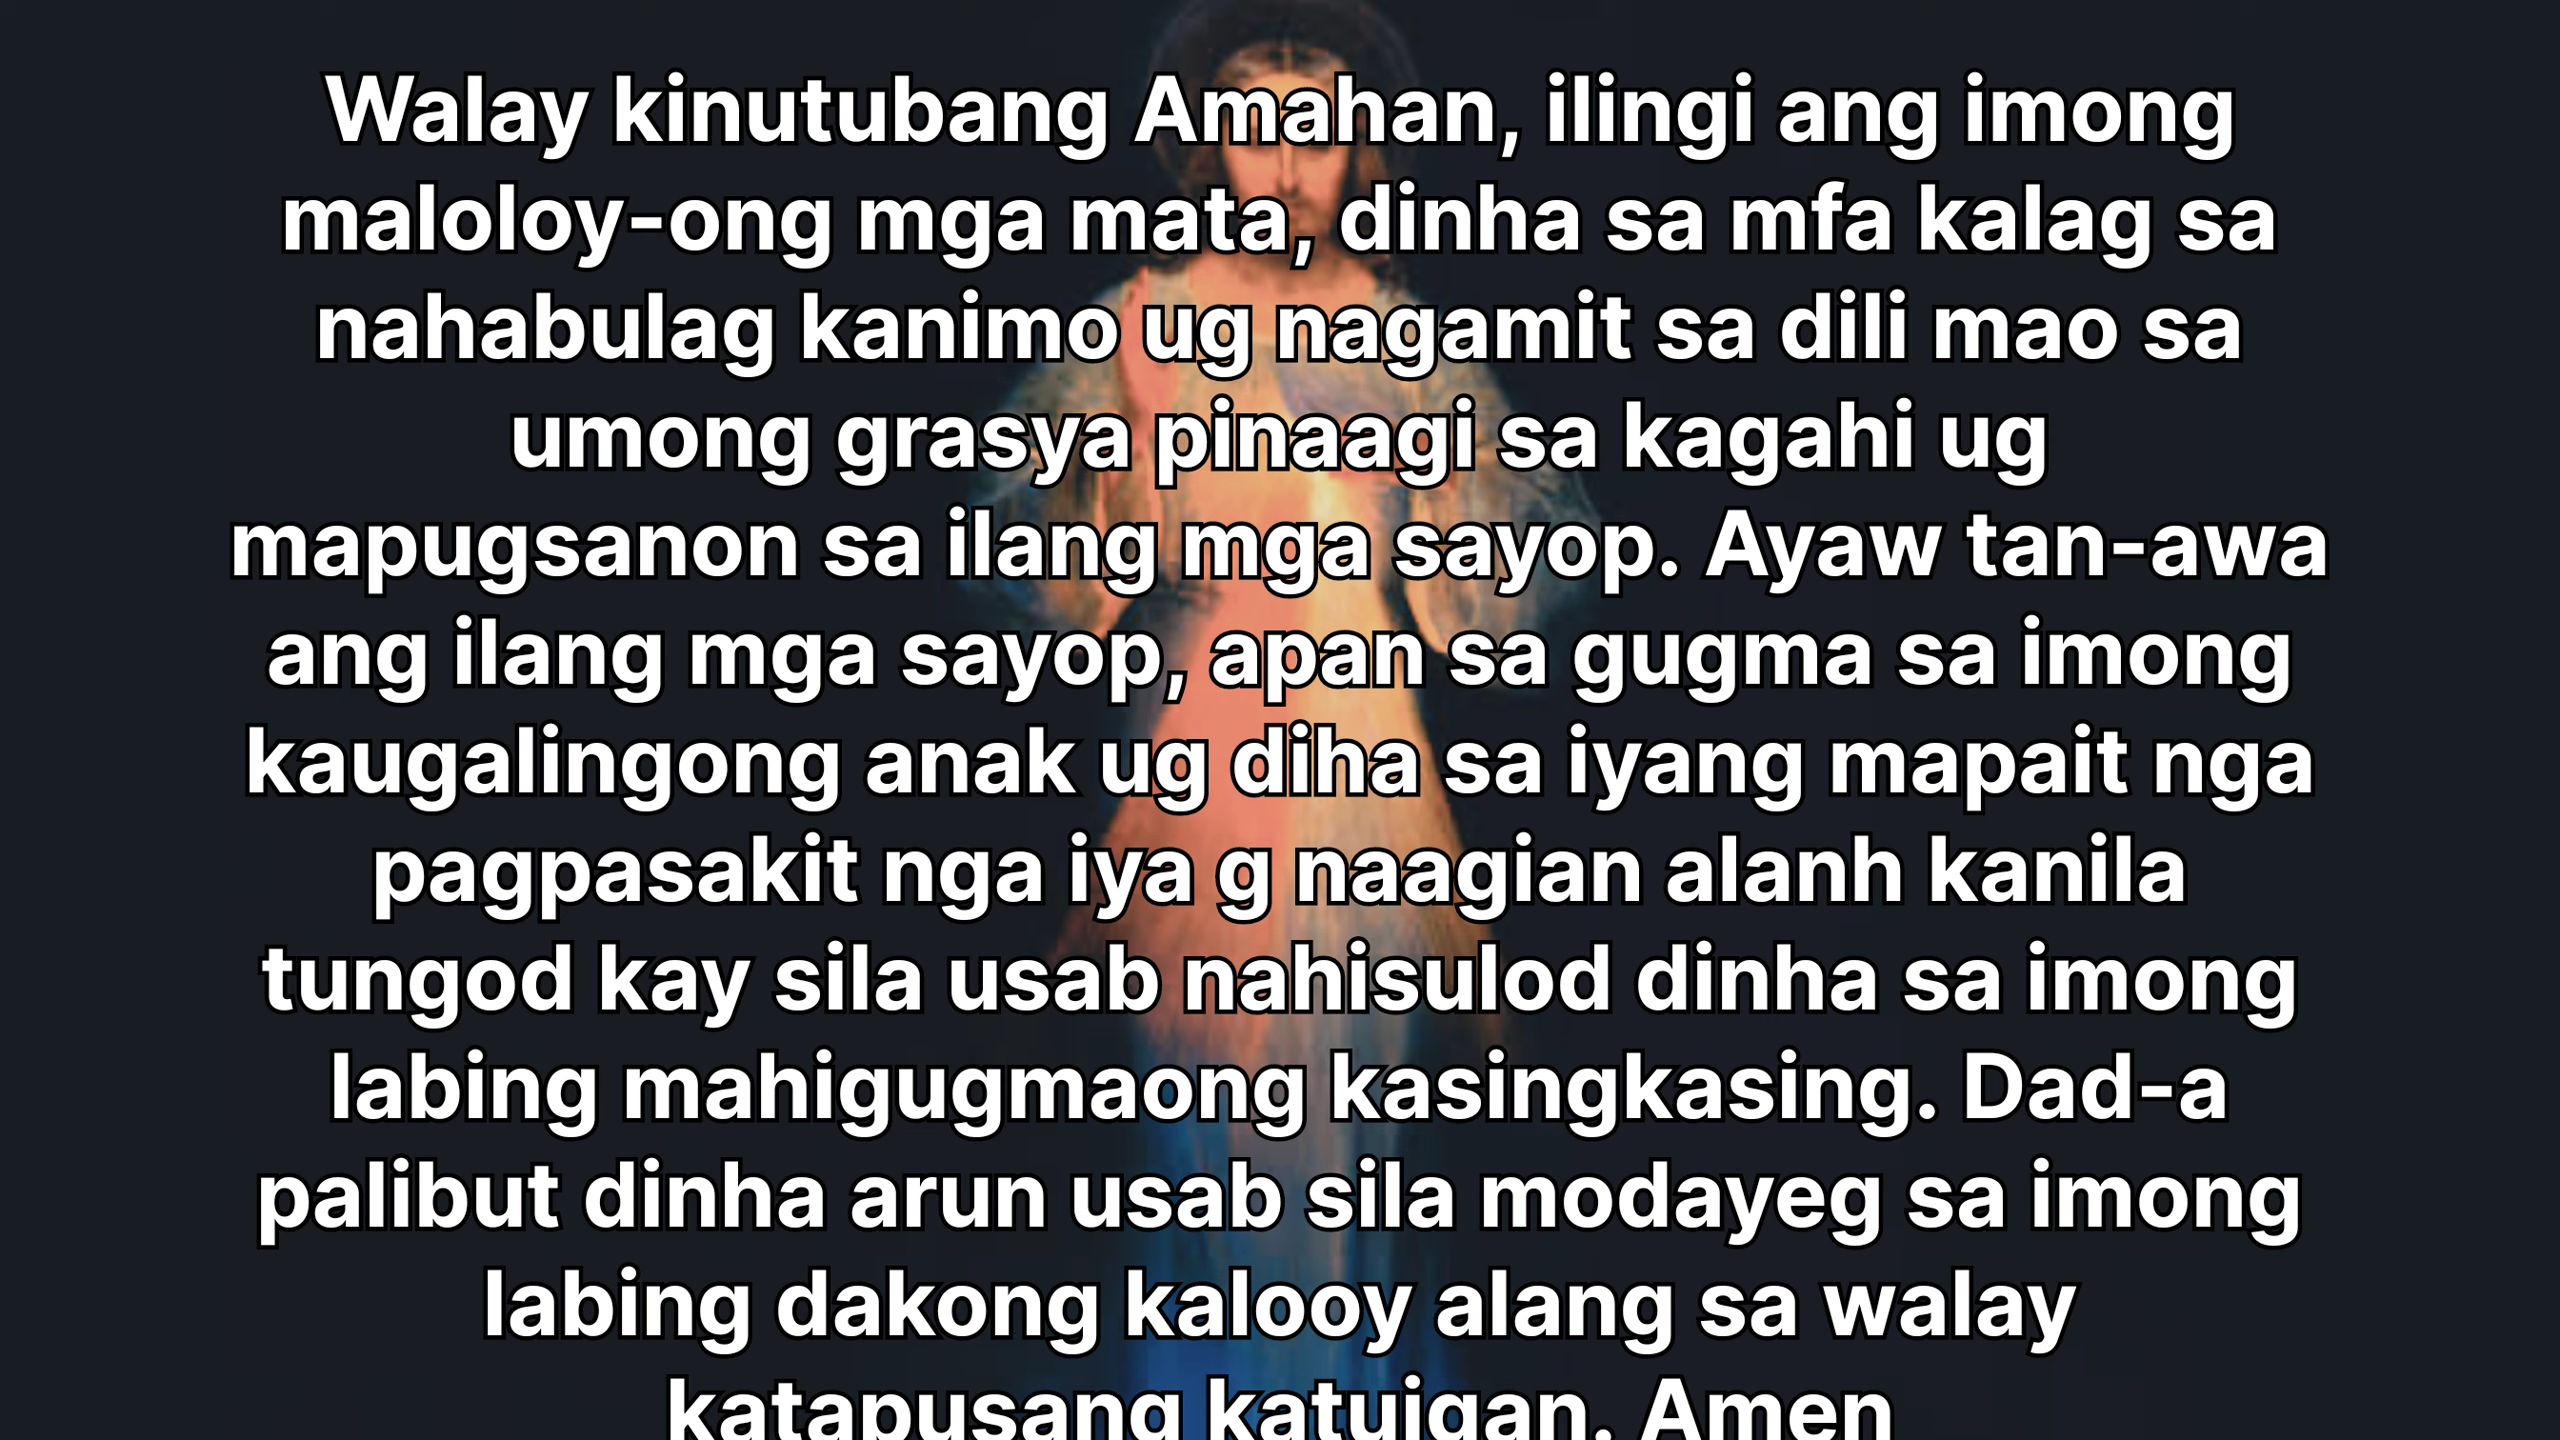 Walay kinutubang Amahan, ilingi ang imong
maloloy-ong mga mata, dinha sa mfa kalag sa
nahabulag kanimo ug nagamit sa dili mao sa
umong grasya pinaagi sa kagahi ug
mapugsanon sa ilang mga sayop. Ayaw tan-awa
ang ilang mga sayop, apan sa gugma sa imong
kaugalingong anak ug diha sa iyang mapait nga
pagpasakit nga iya g naagian alanh kanila
tungod kay sila usab nahisulod dinha sa imong
labing mahigugmaong kasingkasing. Dad-a
palibut dinha arun usab sila modayeg sa imong
labing dakong kalooy alang sa walay
katapusang katuigan. Amen